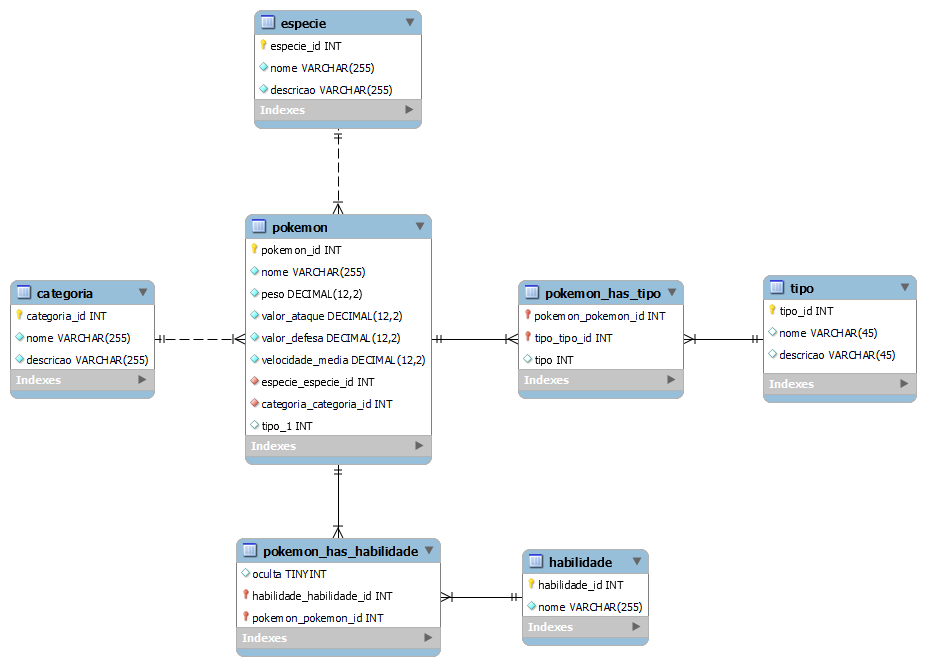 especie
especie_id INT
nome VARCHAR(255)
descricao VARCHAR(255)
Indexes
pokemon
pokemon_id INT
nome VARCHAR(255)
peso DECIMAL(12,2)
valor_ataque DECIMAL(12,2)
valor_defesa DECIMAL(12,2)
velocidade_media DECIMAL(12,2)
especie_especie_id INT
categoria_categoria_id INT
tipo_1 INT
Indexes
categoria
categoria_id INT
nome VARCHAR(255)
descricao VARCHAR(255)
Indexes
pokemon_has_tipo
pokemon_pokemon_id INT
tipo_tipo_id INT
tipo INT
Indexes
tipo
tipo_id INT
nome VARCHAR(45)
descricao VARCHAR(45)
Indexes
pokemon_has_habilidade
oculta TINYINT
habilidade_habilidade_id INT
pokemon_pokemon_id INT
Indexes
habilidade
habilidade_id INT
nome VARCHAR(255)
Indexes